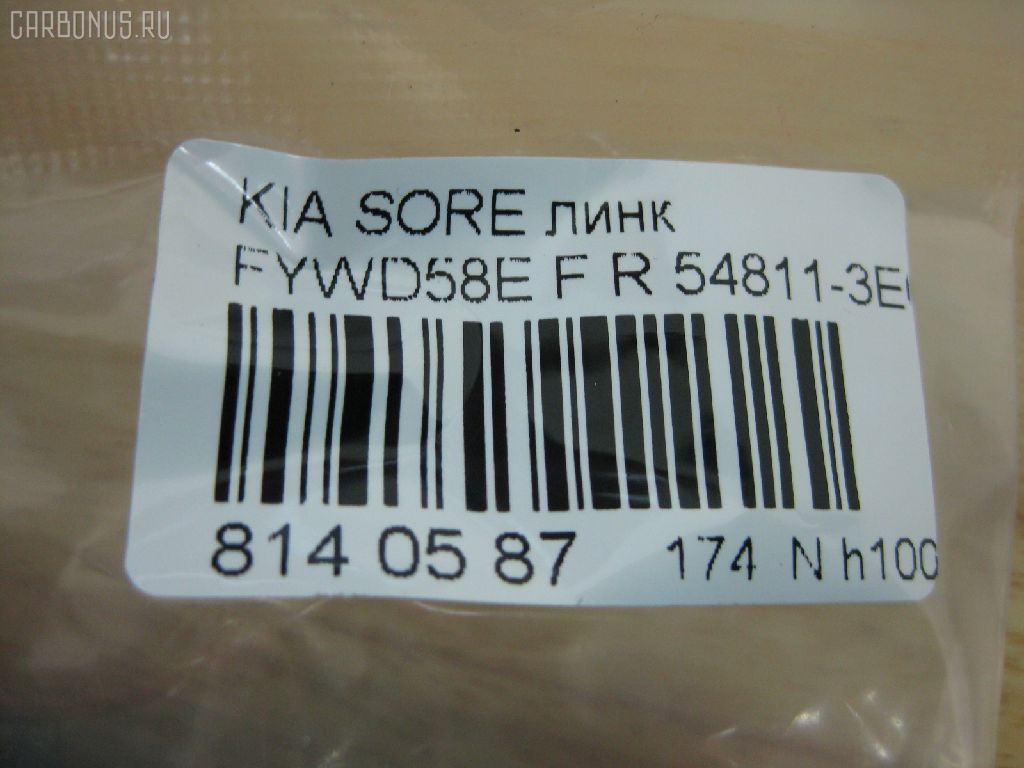 CARBONUS.RU
KIA SORE линк
FYWD58E F R 54811-3E
814 05 87 174 N h100